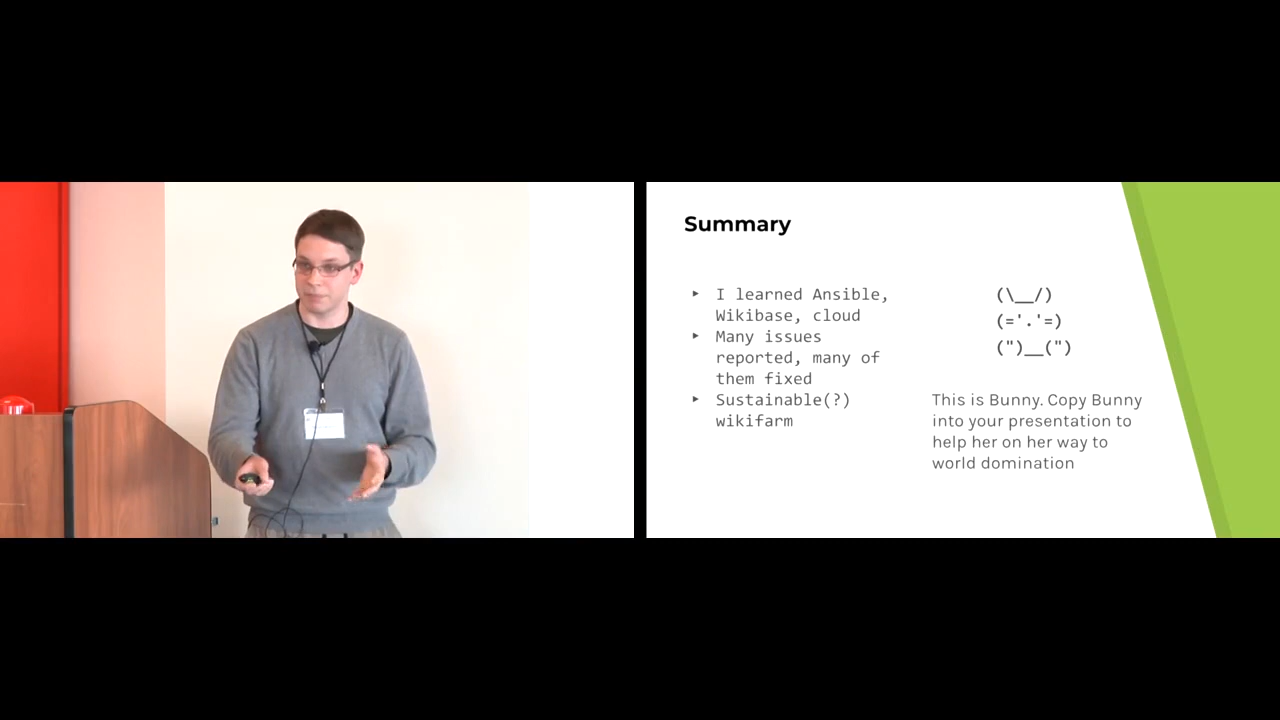 Summary
▸ I learned Ansible,
Wikibase, cloud
▸ Many issues
reported, many of
them fixed
▸ Sustainable(?)
wikifarm
(\__/)
(='.'=)
(")__(")
This is Bunny. Copy Bunny
into your presentation to
help her on her way to
world domination